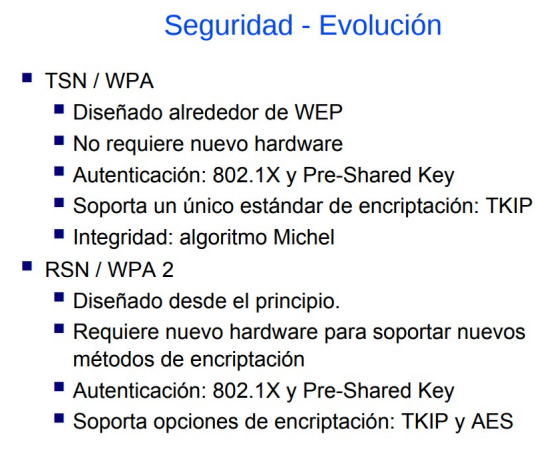 Seguridad - Evolución
TSN / WPA
Diseñado alrededor de WEP
No requiere nuevo hardware
Autenticación: 802.1X y Pre-Shared Key
Soporta un único estándar de encriptación: TKIP
Integridad: algoritmo Michel
RSN / WPA 2
Diseñado desde el principio.
Requiere nuevo hardware para soportar nuevos
métodos de encriptación
Autenticación: 802.1X y Pre-Shared Key
Soporta opciones de encriptación: TKIP y AES